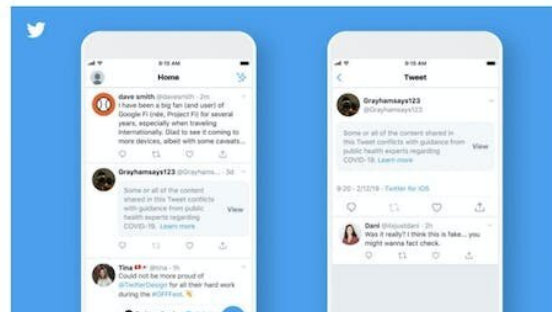 9:15 AM
Home
dave smith @davesmith · 2m
I have been a big fan (and user) of
Google Fi (née, Project Fi) for several
years, especially when traveling
internationally. Glad to see it coming to
more devices, albeit with some caveats...
Grayhamsays123 @Grayhams... · 3d
Some or all of the content
shared in this Tweet conflicts
with guidance from public
health experts regarding
COVID-19. Learn more
View
Tina @tina · 1h
Could not be more proud of
@TwitterDesign for all their hard work
during the #GFFFest.
9:15 AM
Tweet
Grayhamsays123
@Grayhamsays123
Some or all of the content shared in
this Tweet conflicts with guidance from
public health experts regarding
COVID-19. Learn more
View
9:20 · 2/12/19 · Twitter for iOS
Dani @itsjustdani · 2h
Was it really? I think this is fake... you
might wanna fact check.